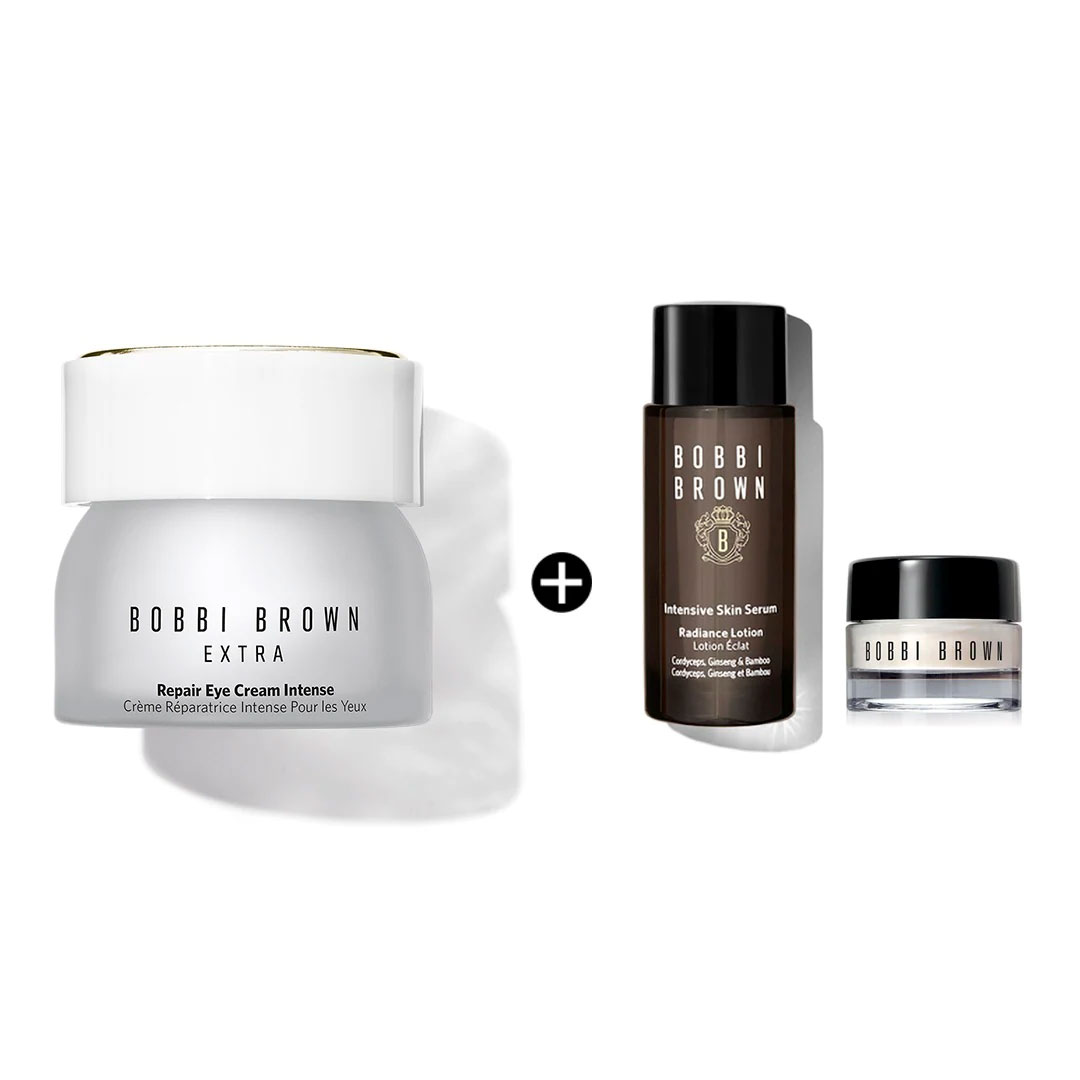 BOBBI BROWN
EXTRA
Repair Eye Cream Intense
Crème Réparatrice Intense Pour les Yeux
BOBBI
BROWN
B
Intensive Skin Serum
Radiance Lotion
Lotion Éclat
Cordyceps, Ginseng & Bamboo
Cordyceps, Ginseng et Bambou
BOBBI BROWN